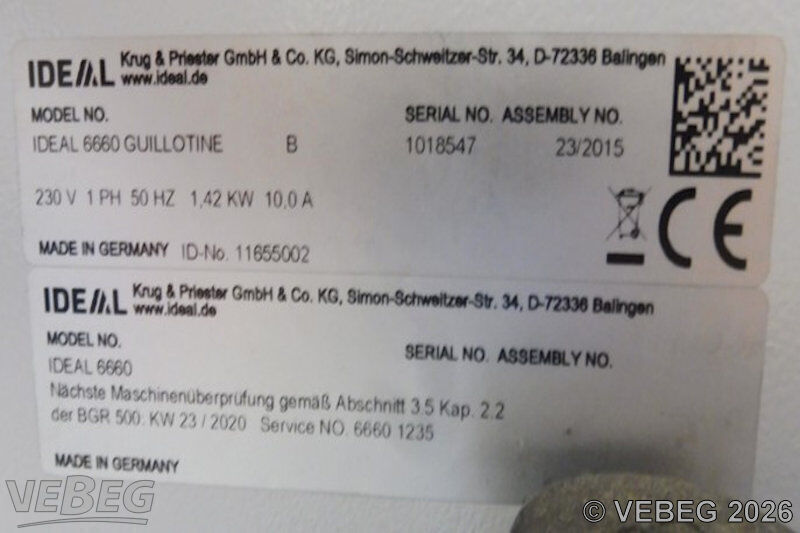 IDEAL Krug & Priester GmbH & Co. KG, Simon-Schweitzer-Str. 34, D-72336 Balingen
www.ideal.de
MODEL NO. SERIAL NO. ASSEMBLY NO.
IDEAL 6660 GUILLOTINE B 1018547 23/2015
230 V 1 PH 50 HZ 1,42 KW 10,0 A
MADE IN GERMANY ID-No. 11655002
CE
IDEAL Krug & Priester GmbH & Co. KG, Simon-Schweitzer-Str. 34, D-72336 Balingen
www.ideal.de
MODEL NO. SERIAL NO. ASSEMBLY NO.
IDEAL 6660
Nächste Maschinenüberprüfung gemäß Abschnitt 3.5 Kap. 2.2
der BGR 500: KW 23 / 2020 Service NO. 6660 1235
MADE IN GERMANY
VEBEG
© VEBEG 2026